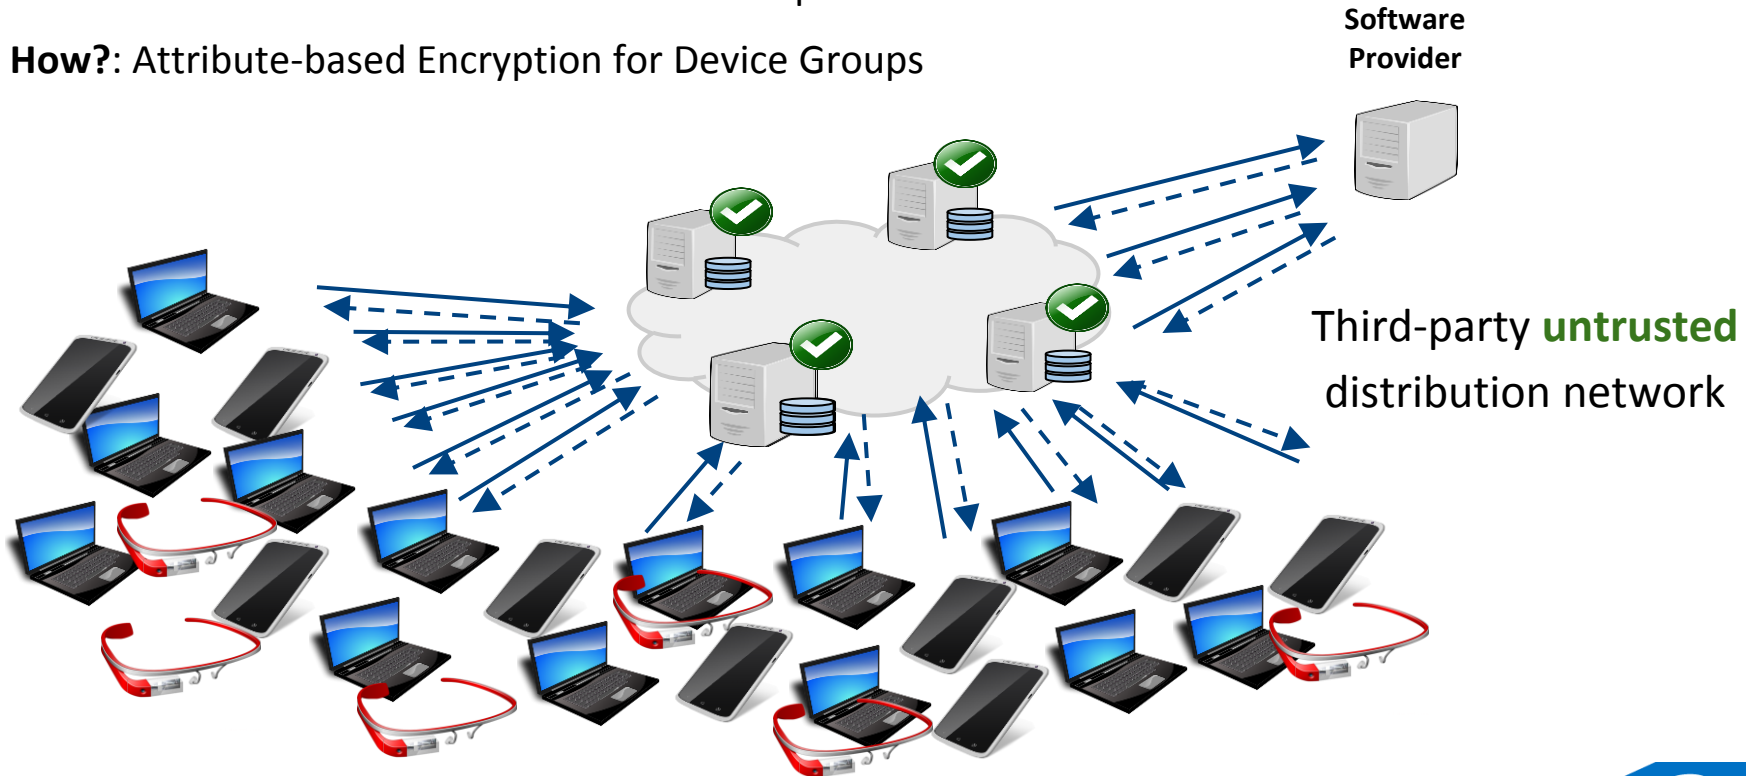 Software
Provider
How?: Attribute-based Encryption for Device Groups
Third-party untrusted
distribution network